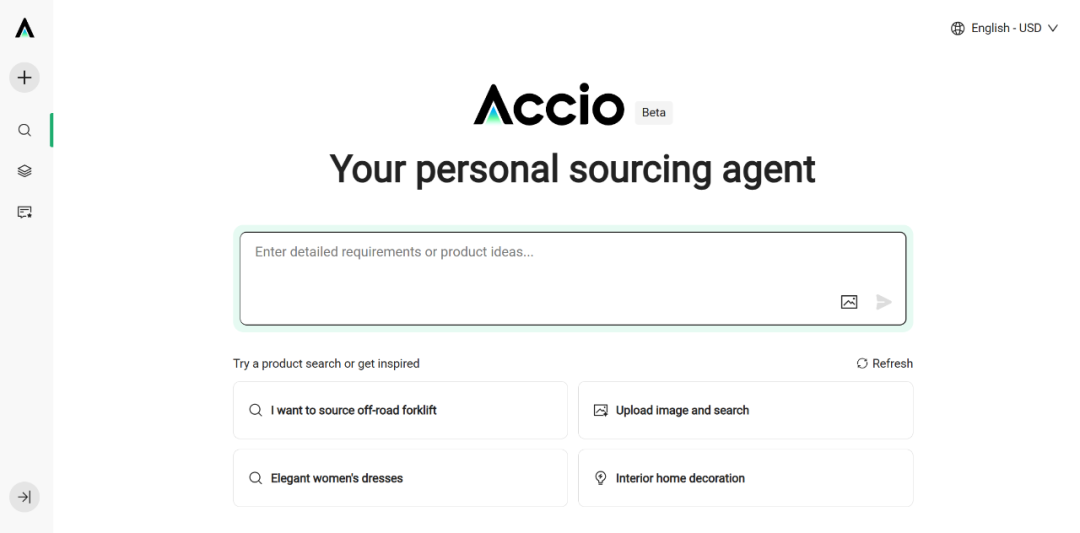 English - USD
Accio
Beta
Your personal sourcing agent
Enter detailed requirements or product ideas...
Try a product search or get inspired
Refresh
I want to source off-road forklift
Upload image and search
Elegant women's dresses
Interior home decoration